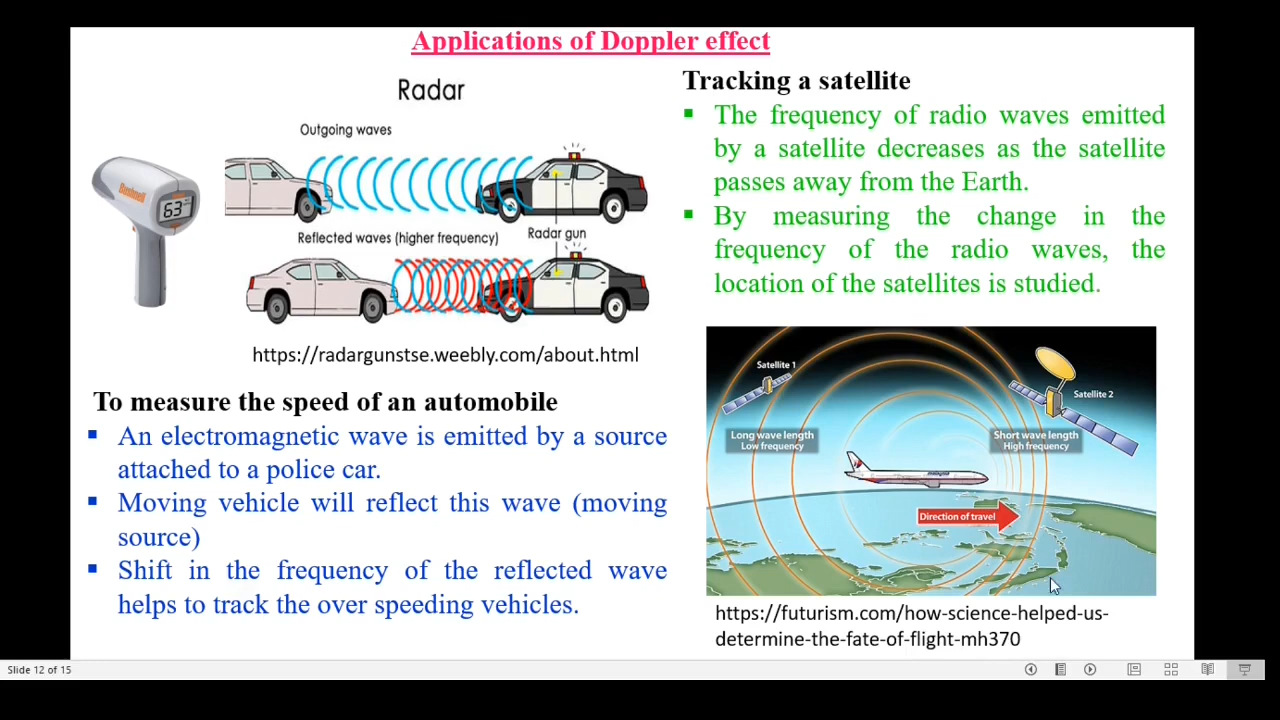 Applications of Doppler effect
Radar
Outgoing waves
Bushnell
63
Reflected waves (higher frequency)
Radar gun
https://radargunstse.weebly.com/about.html
To measure the speed of an automobile
▪ An electromagnetic wave is emitted by a source
attached to a police car.
▪ Moving vehicle will reflect this wave (moving
source)
▪ Shift in the frequency of the reflected wave
helps to track the over speeding vehicles.
Tracking a satellite
▪ The frequency of radio waves emitted
by a satellite decreases as the satellite
passes away from the Earth.
▪ By measuring the change in the
frequency of the radio waves, the
location of the satellites is studied.
Satellite 1
Satellite 2
Long wave length
Low frequency
Short wave length
High frequency
malaysia
Direction of travel
https://futurism.com/how-science-helped-us-
determine-the-fate-of-flight-mh370
Slide 12 of 15